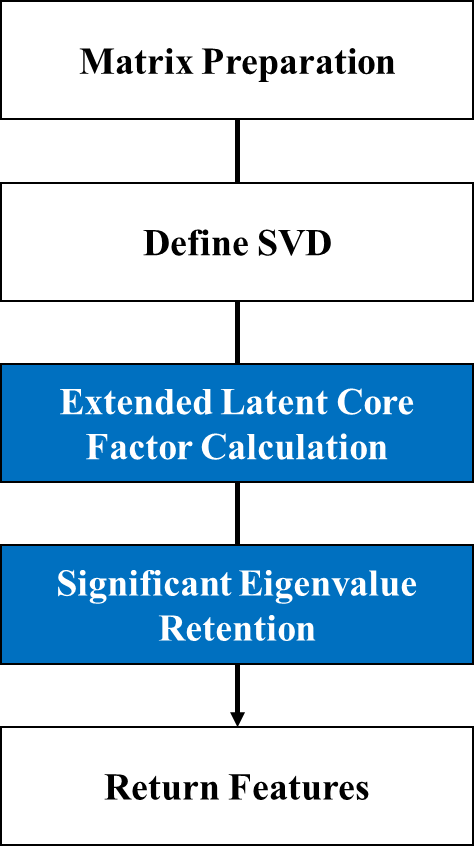 Matrix Preparation
Define SVD
Extended Latent Core
Factor Calculation
Significant Eigenvalue
Retention
Return Features